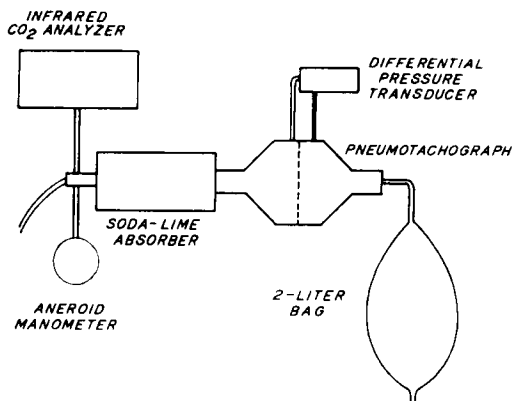 INFRARED
CO₂ ANALYZER
DIFFERENTIAL
PRESSURE
TRANSDUCER
PNEUMOTACHOGRAPH
SODA-LIME
ABSORBER
ANEROID
MANOMETER
2-LITER
BAG